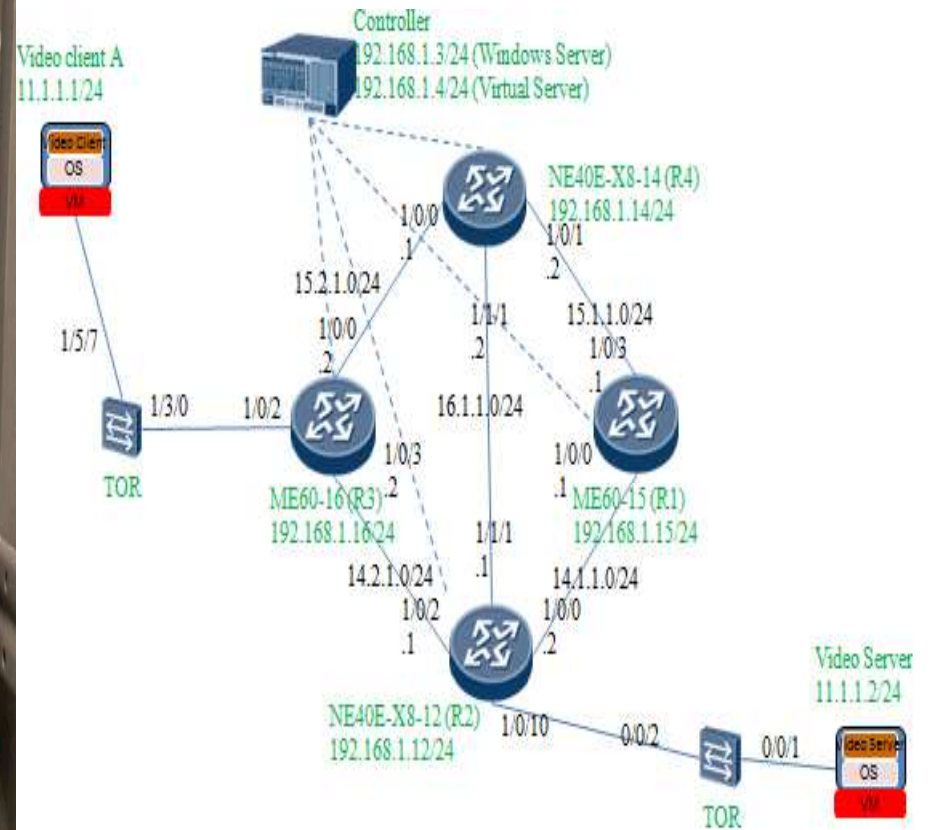 Controller
192.168.1.3/24 (Windows Server)
192.168.1.4/24 (Virtual Server)
Video client A
11.1.1.1/24
Video Client
OS
VM
NE40E-X8-14 (R4)
192.168.1.14/24
1/0/0
.1
1/0/1
.2
15.2.1.0/24
1/0/0
.2
1/1/1
.2
15.1.1.0/24
1/0/3
.1
1/5/7
1/3/0
1/0/2
16.1.1.0/24
TOR
1/0/3
.2
1/0/0
.1
ME60-16 (R3)
192.168.1.16/24
ME60-15 (R1)
192.168.1.15/24
1/1/1
.1
14.2.1.0/24
14.1.1.0/24
1/0/2
.1
1/0/0
.2
NE40E-X8-12 (R2)
192.168.1.12/24
1/0/10
0/0/2
Video Server
11.1.1.2/24
0/0/1
Video Server
OS
VM
TOR